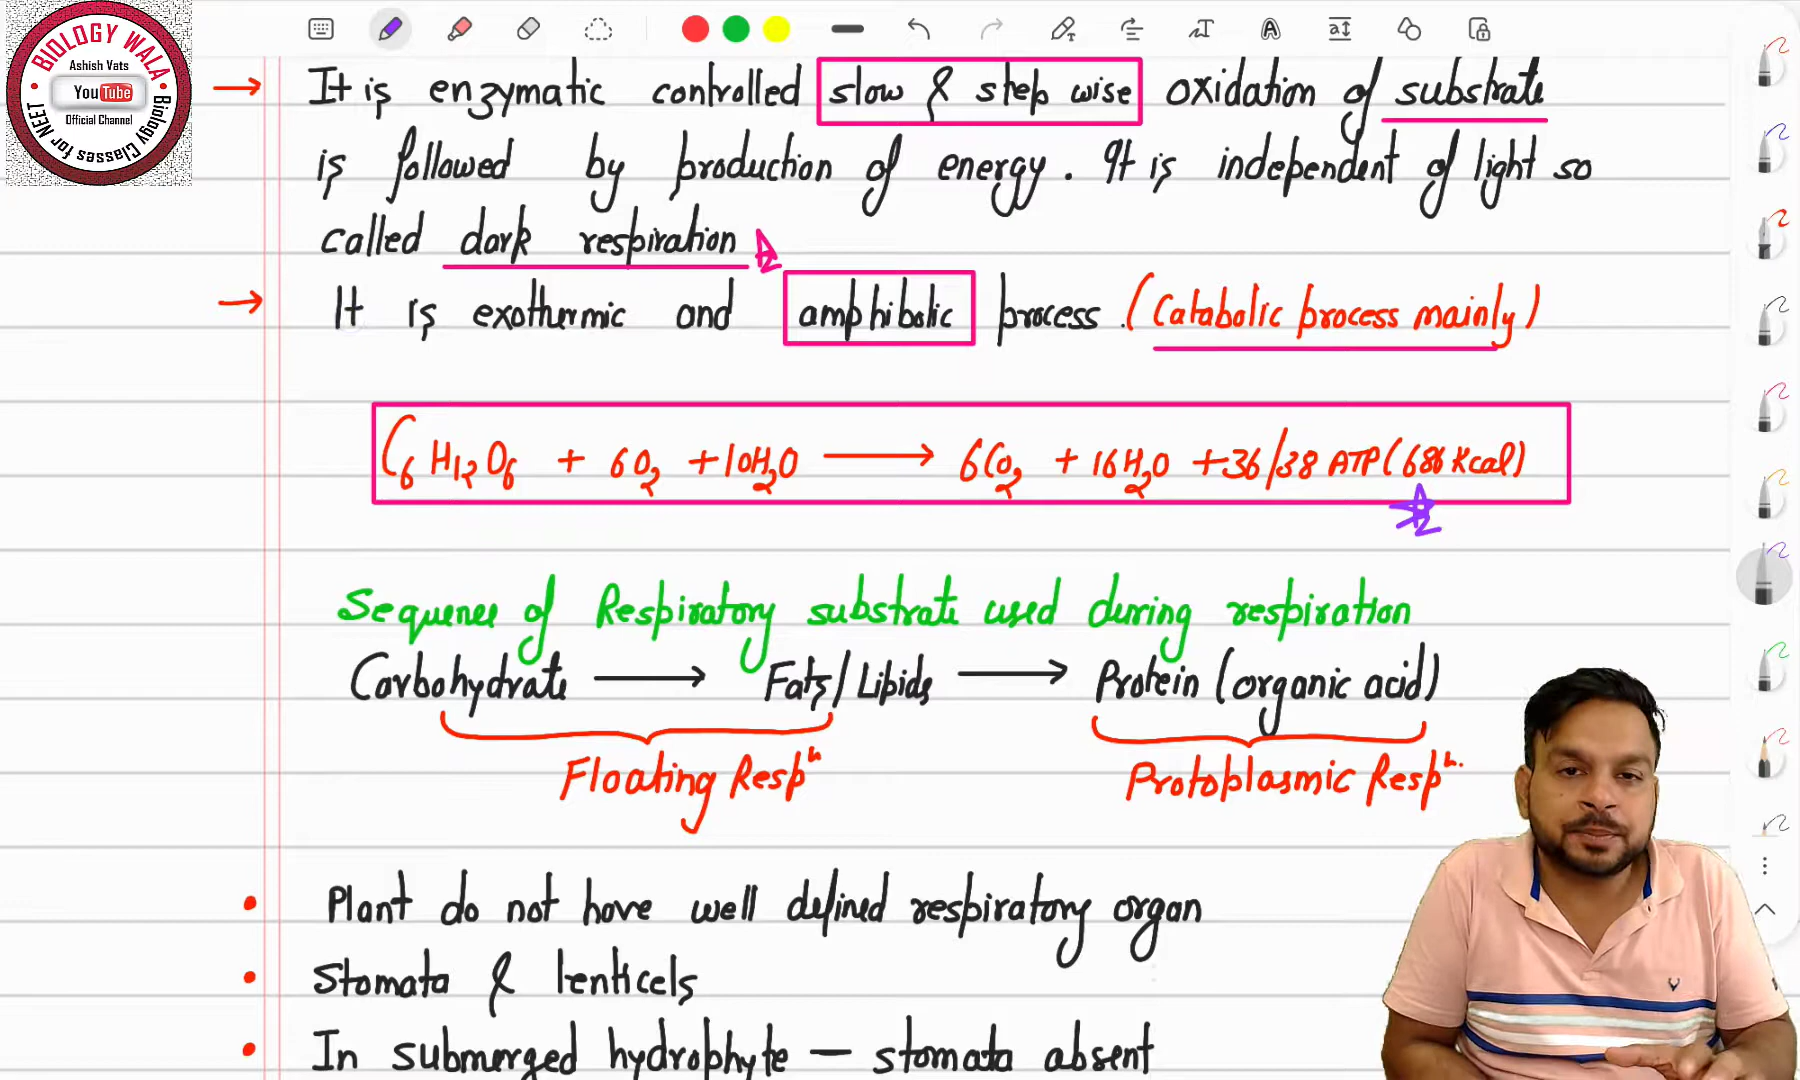 BIOLOGY WALA
Ashish Vats
YouTube
Official Channel
Biology Classes for NEET
→ It is enzymatic controlled slow & step wise oxidation of substrate
is followed by production of energy. It is independent of light so
called dark respiration
→ It is exothermic and amphibolic process. (Catabolic process mainly)
C6H12O6 + 6O2 + 10H2O → 6CO2 + 16H2O + 36/38 ATP (686 Kcal)
Sequence of Respiratory substrate used during respiration
Carbohydrate → Fats/Lipids → Protein (organic acid)
Floating Respⁿ Protoplasmic Respⁿ.
• Plant do not have well defined respiratory organ
• Stomata & lenticels
• In submerged hydrophyte — stomata absent